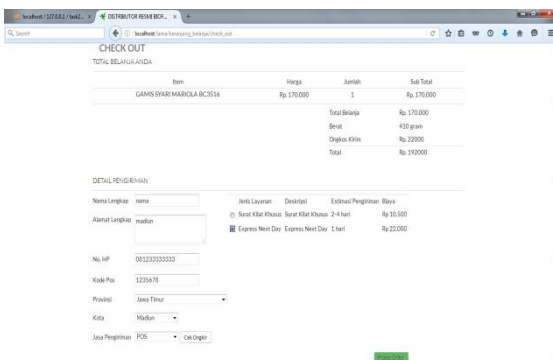 localhost / 127.0.0.1 / task2...
DISTRIBUTOR RESMI BIOF...
Search
localhost/lama/keranjang_belanja/check_out
CHECK OUT
TOTAL BELANJA ANDA
Item Harga Jumlah Sub Total
GAMIS SYARI MARIOLA BC3516 Rp. 170.000 1 Rp. 170.000
Total Belanja Rp. 170.000
Berat 410 gram
Ongkos Kirim Rp. 22000
Total Rp. 192000
DETAIL PENGIRIMAN
Nama Lengkap nama
Jenis Layanan Deskripsi Estimasi Pengiriman Biaya
Surat Kilat Khusus Surat Kilat Khusus 2-4 hari Rp 10.500
Alamat Lengkap madiun
Express Next Day Express Next Day 1 hari Rp 22.000
No. HP 081233333333
Kode Pos 1235678
Provinsi Jawa Timur
Kota Madiun
Jasa Pengiriman POS Cek Ongkir